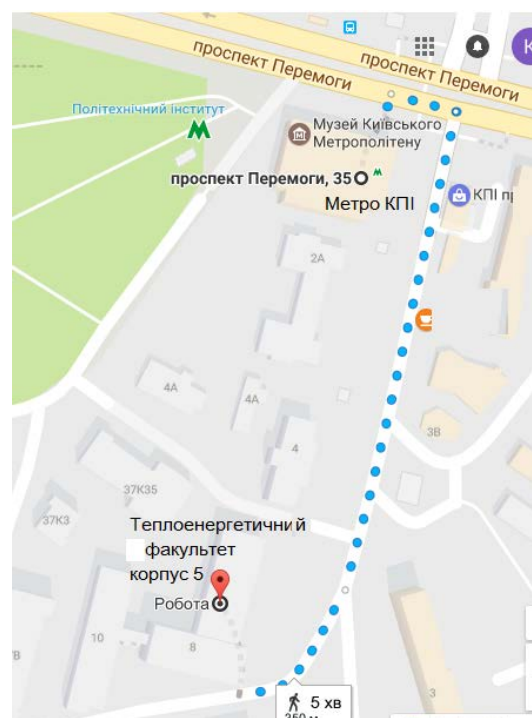 проспект Перемоги
проспект Перемоги
К
Політехнічний інститут
Музей Київського
Метрополітену
проспект Перемоги, 35
Метро КПІ
КПІ
2А
4А
4А
4
3В
37К35
37К3
Теплоенергетичний
факультет
корпус 5
Робота
10
8
3
5 хв